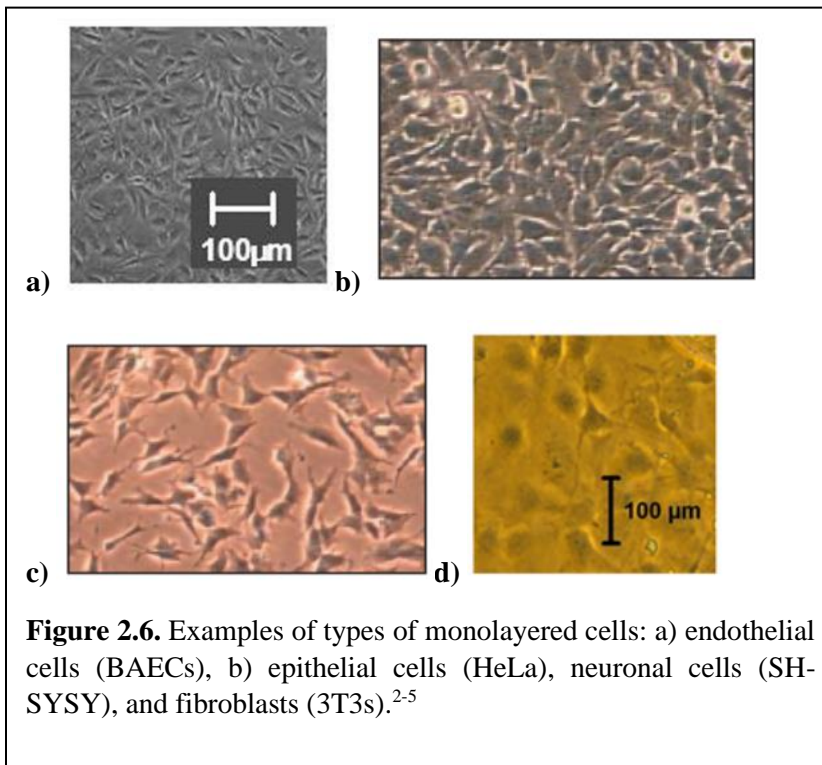 100µm
a)
b)
100 µm
c)
d)
Figure 2.6. Examples of types of monolayered cells: a) endothelial
cells (BAECs), b) epithelial cells (HeLa), neuronal cells (SH-
SYSY), and fibroblasts (3T3s).2-5